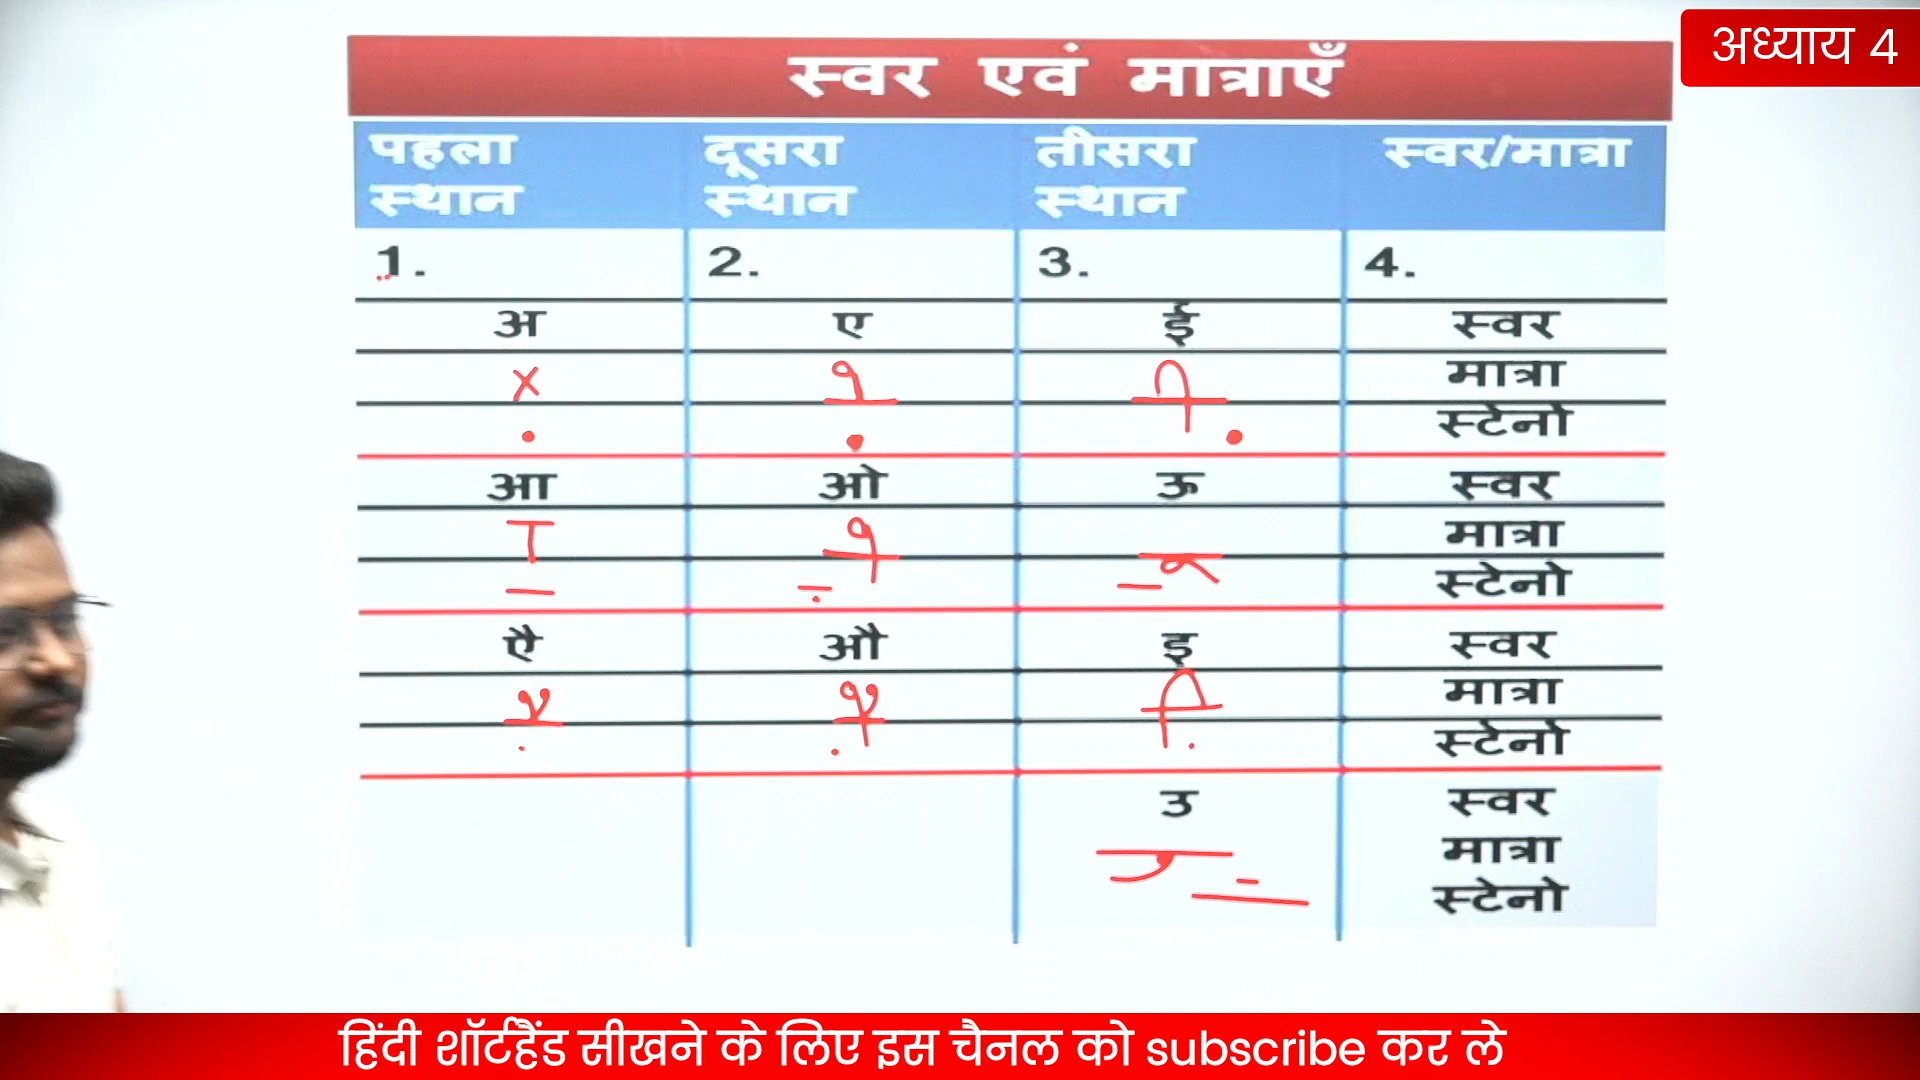 अध्याय 4
स्वर एवं मात्राएँ
पहला स्थान दूसरा स्थान तीसरा स्थान स्वर/मात्रा
1. 2. 3. 4.
अ ए ई स्वर
x े ी मात्रा
स्टेनो
आ ओ ऊ स्वर
ा ो ू मात्रा
स्टेनो
ऐ औ इ स्वर
ै ौ ि मात्रा
स्टेनो
उ स्वर
ु मात्रा
स्टेनो
हिंदी शॉर्टहैंड सीखने के लिए इस चैनल को subscribe कर ले